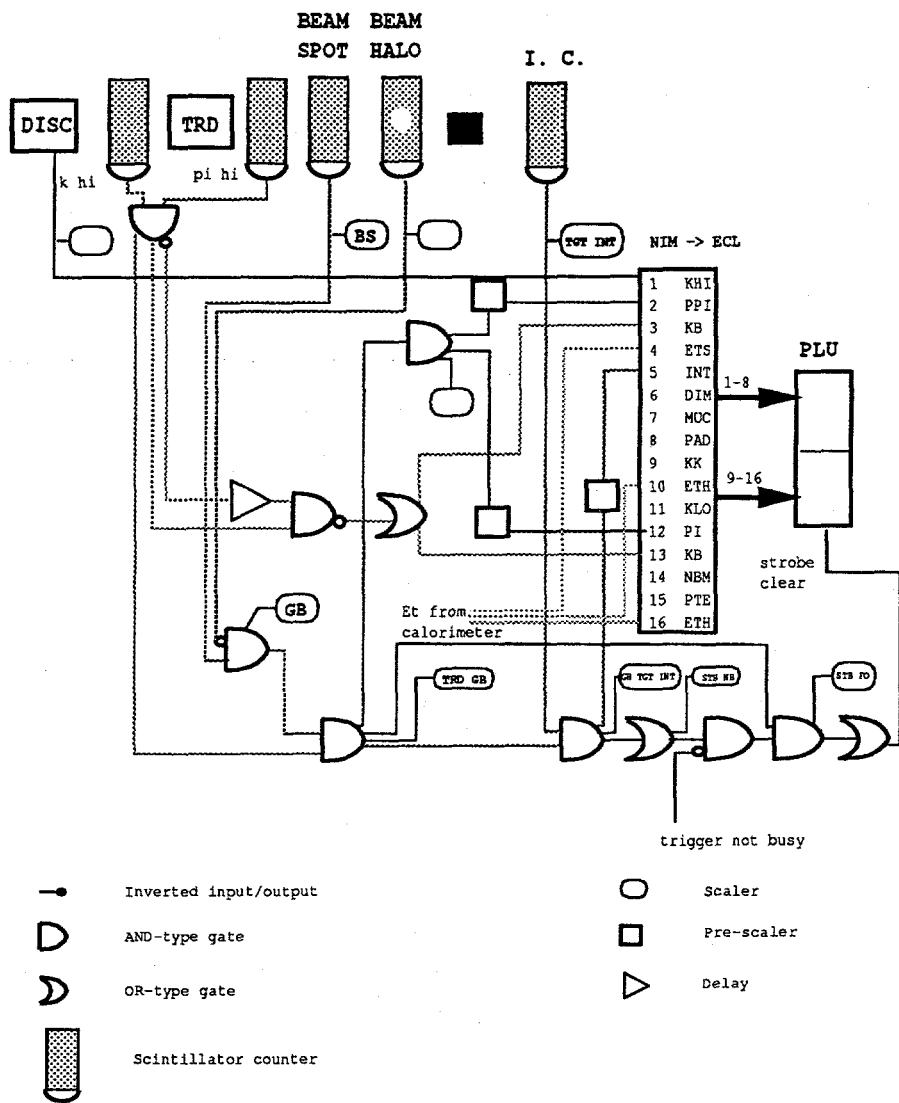 BEAM BEAM
SPOT HALO
I. C.
DISC
TRD
k hi
pi hi
BS
TGT INT
NIM -> ECL
1 KHI
2 PPI
3 KB
4 ETS
5 INT
6 DIM
7 MUC
8 PAD
9 KK
10 ETH
11 KLO
12 PI
13 KB
14 NBM
15 PTE
16 ETH
PLU
1-8
9-16
strobe
clear
Et from
calorimeter
GB
TRD GB
GB TGT INT
STB NB
STB FO
trigger not busy
Inverted input/output
AND-type gate
OR-type gate
Scintillator counter
Scaler
Pre-scaler
Delay